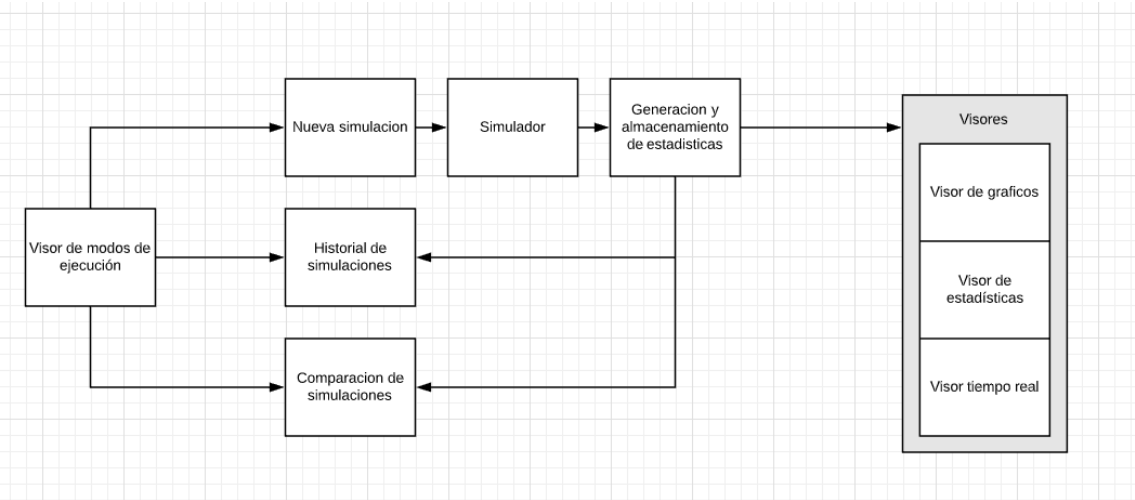 Nueva simulacion
Simulador
Generacion y
almacenamiento
de estadisticas
Visores
Visor de graficos
Visor de modos de
ejecución
Historial de
simulaciones
Visor de
estadísticas
Comparacion de
simulaciones
Visor tiempo real